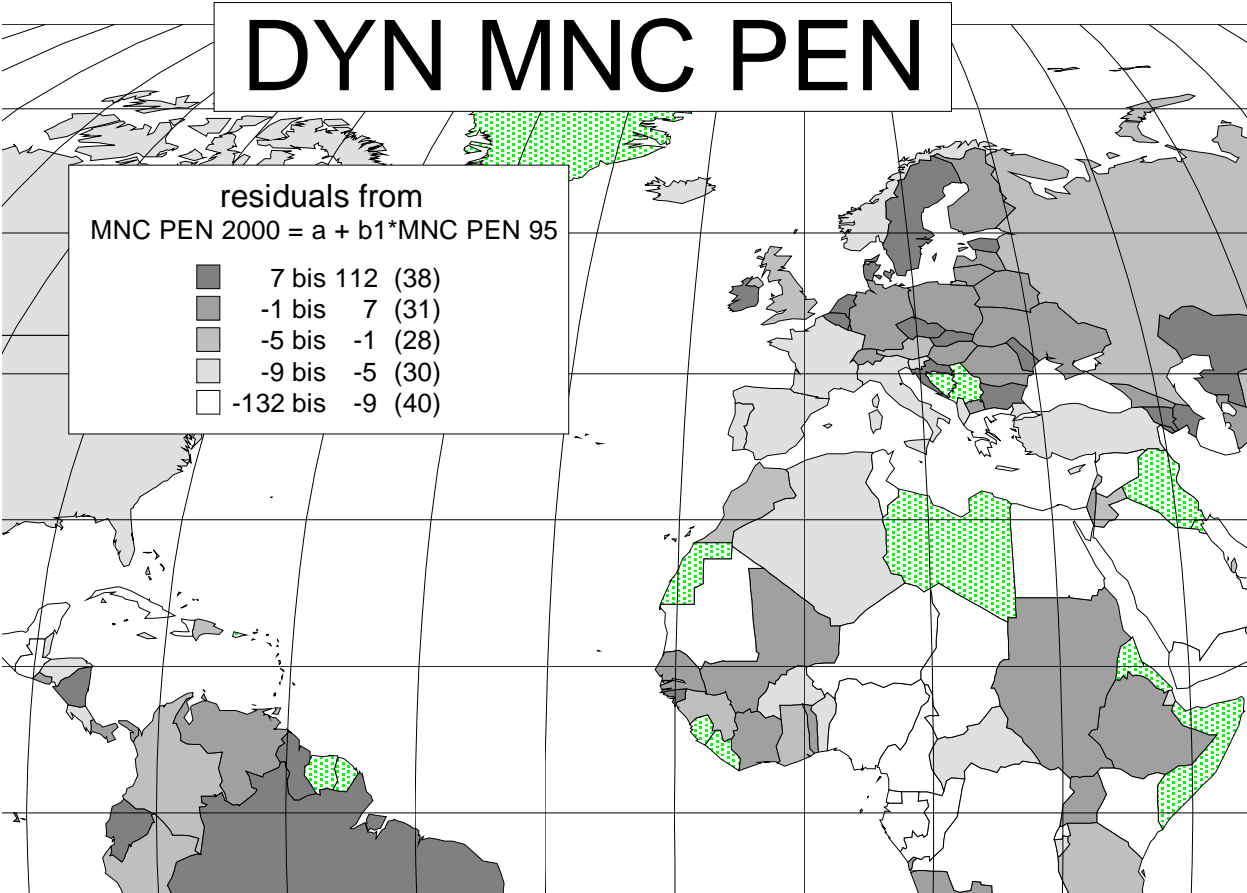 DYN MNC PEN
residuals from
MNC PEN 2000 = a + b1*MNC PEN 95
7 bis 112 (38)
-1 bis 7 (31)
-5 bis -1 (28)
-9 bis -5 (30)
-132 bis -9 (40)